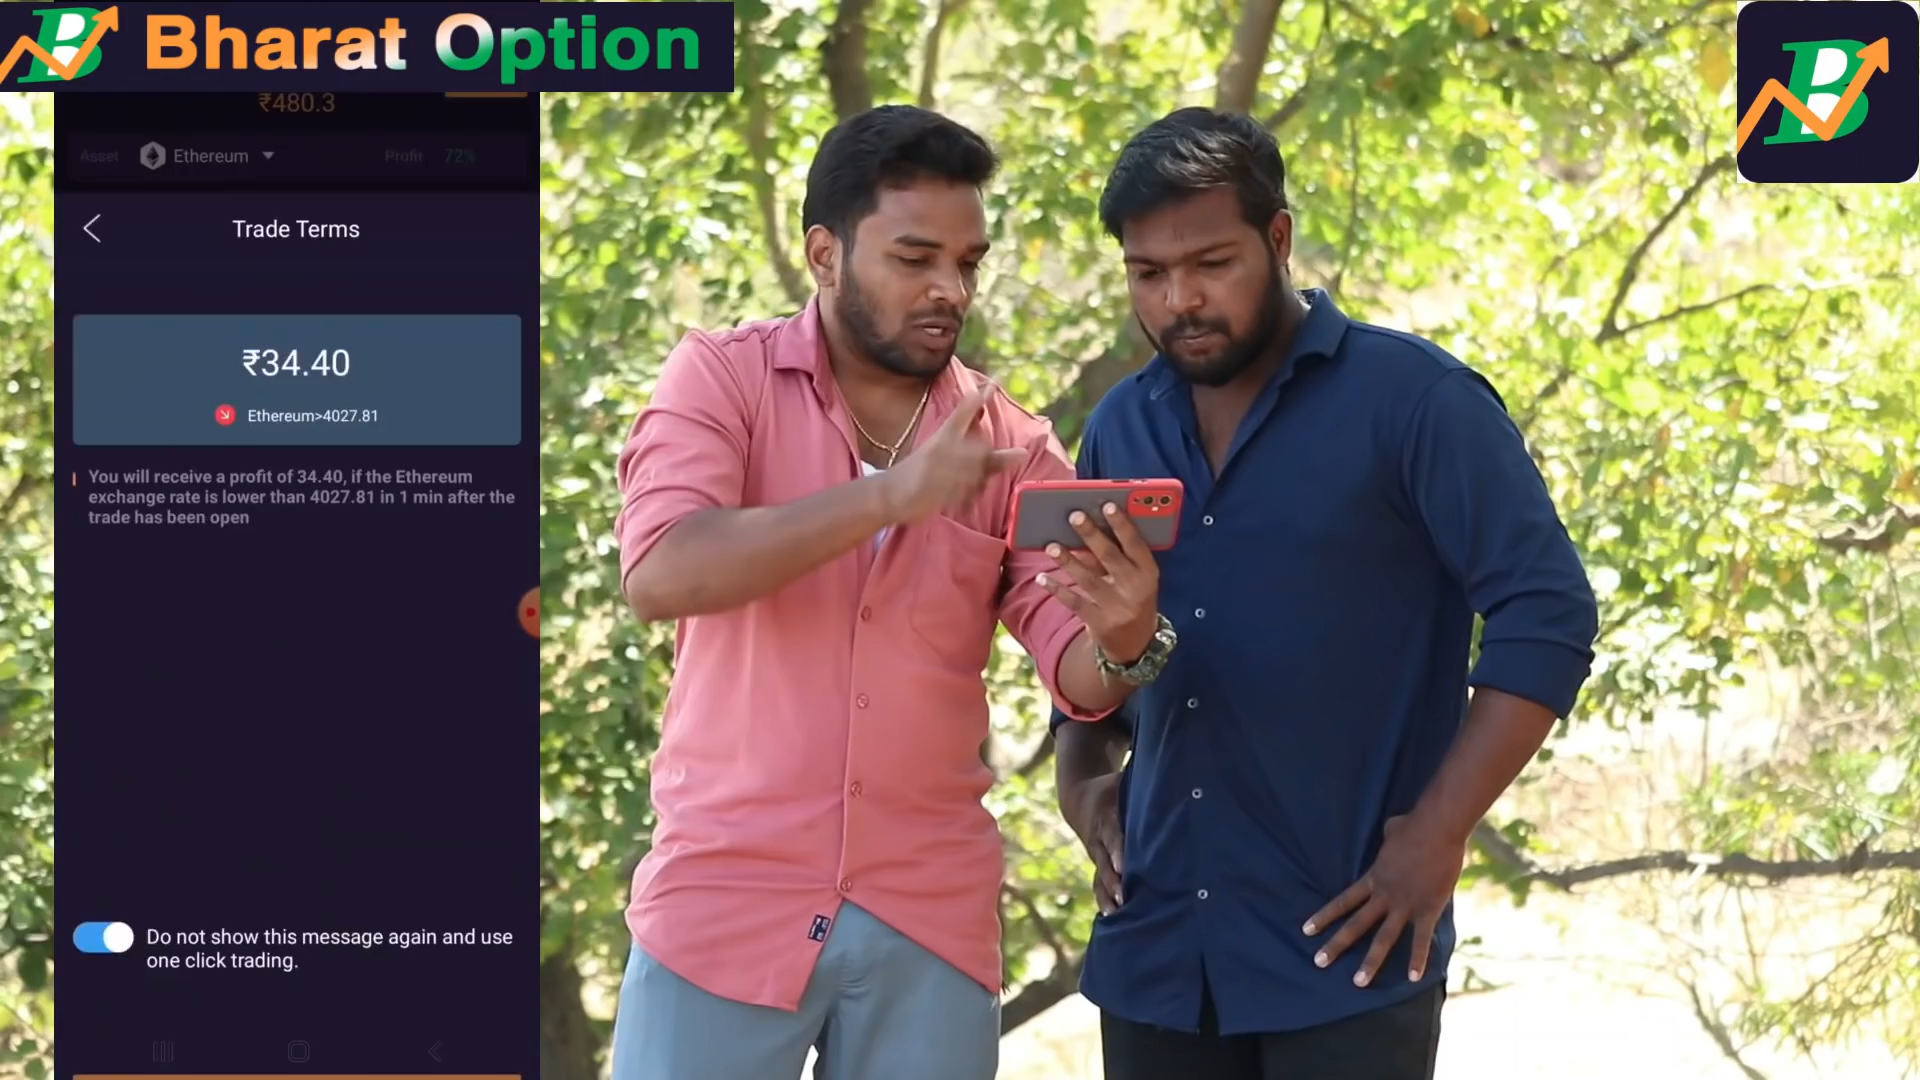 Bharat Option
₹480.3
Asset Ethereum Profit 72%
Trade Terms
₹34.40
Ethereum>4027.81
You will receive a profit of 34.40, if the Ethereum
exchange rate is lower than 4027.81 in 1 min after the
trade has been open
Do not show this message again and use
one click trading.